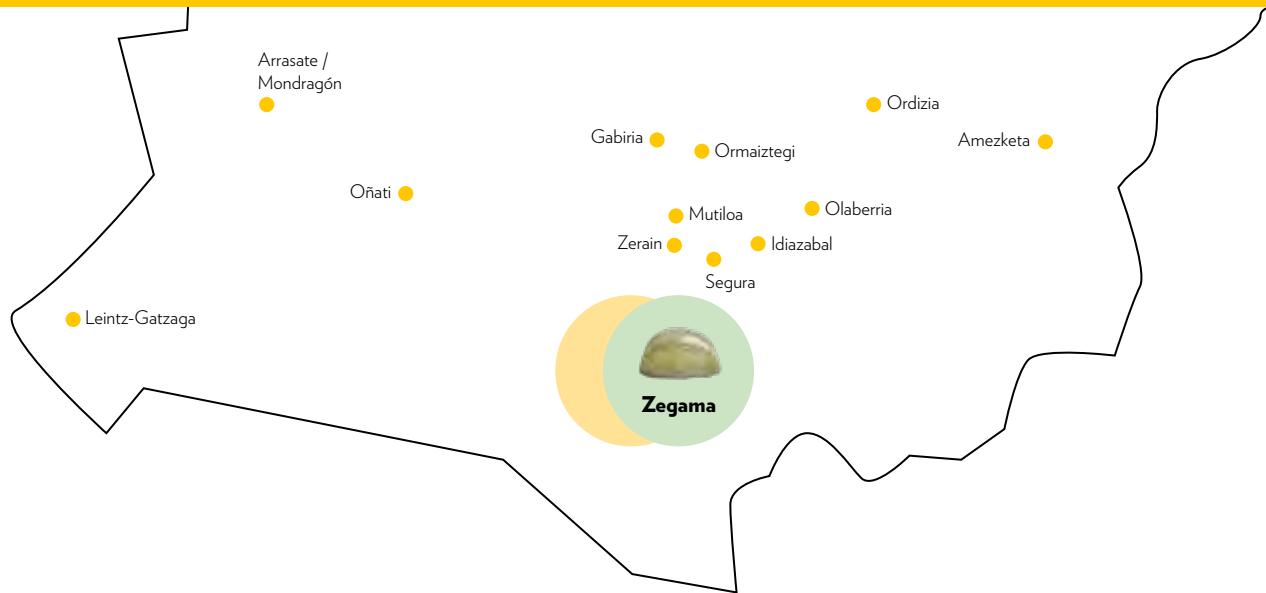 Arrasate /
Mondragón
Ordizia
Gabiria
Ormaiztegi
Amezketa
Oñati
Mutiloa
Olaberria
Zerain
Idiazabal
Segura
Leintz-Gatzaga
Zegama